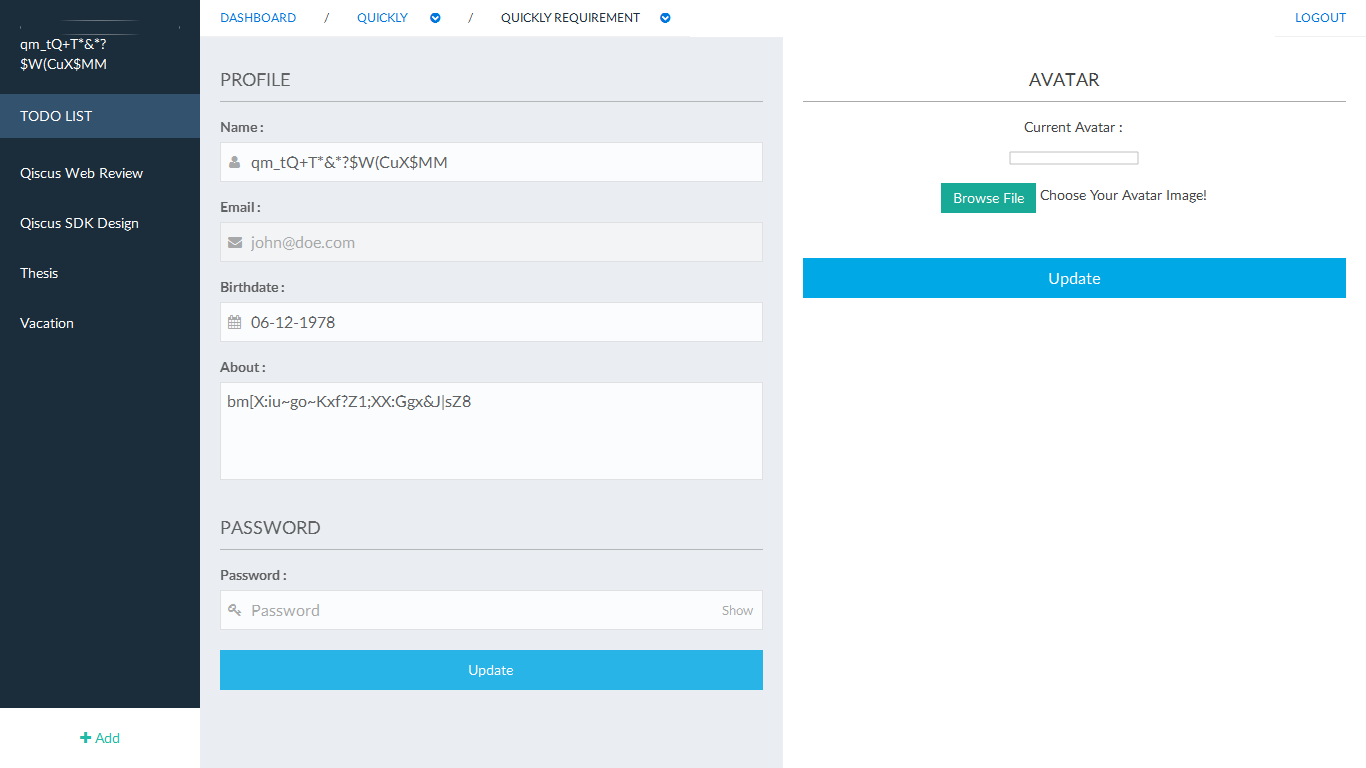 qm_tQ+T*&*?
$W(CuX$MM
TODO LIST
Qiscus Web Review
Qiscus SDK Design
Thesis
Vacation
+ Add
DASHBOARD / QUICKLY / QUICKLY REQUIREMENT
LOGOUT
PROFILE
Name :
qm_tQ+T*&*?$W(CuX$MM
Email :
john@doe.com
Birthdate :
06-12-1978
About :
bm[X:iu~go~Kxf?Z1;XX:Ggx&J|sZ8
PASSWORD
Password :
Password Show
Update
AVATAR
Current Avatar :
Browse File Choose Your Avatar Image!
Update